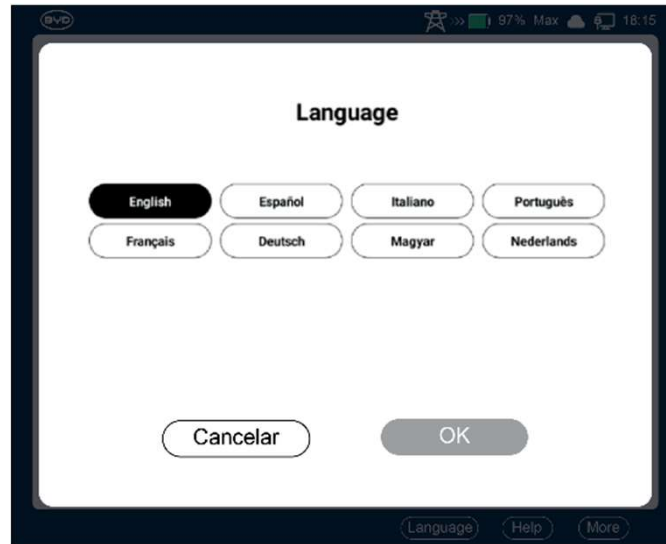 BYD 97% Max 6 18:15
Language
English Español Italiano Português
Français Deutsch Magyar Nederlands
Cancelar OK
Language Help More